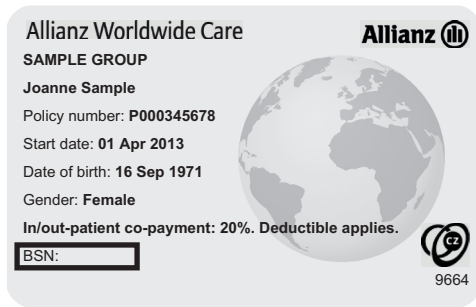 Allianz Worldwide Care
Allianz
SAMPLE GROUP
Joanne Sample
Policy number: P000345678
Start date: 01 Apr 2013
Date of birth: 16 Sep 1971
Gender: Female
In/out-patient co-payment: 20%. Deductible applies.
BSN:
CZ
9664